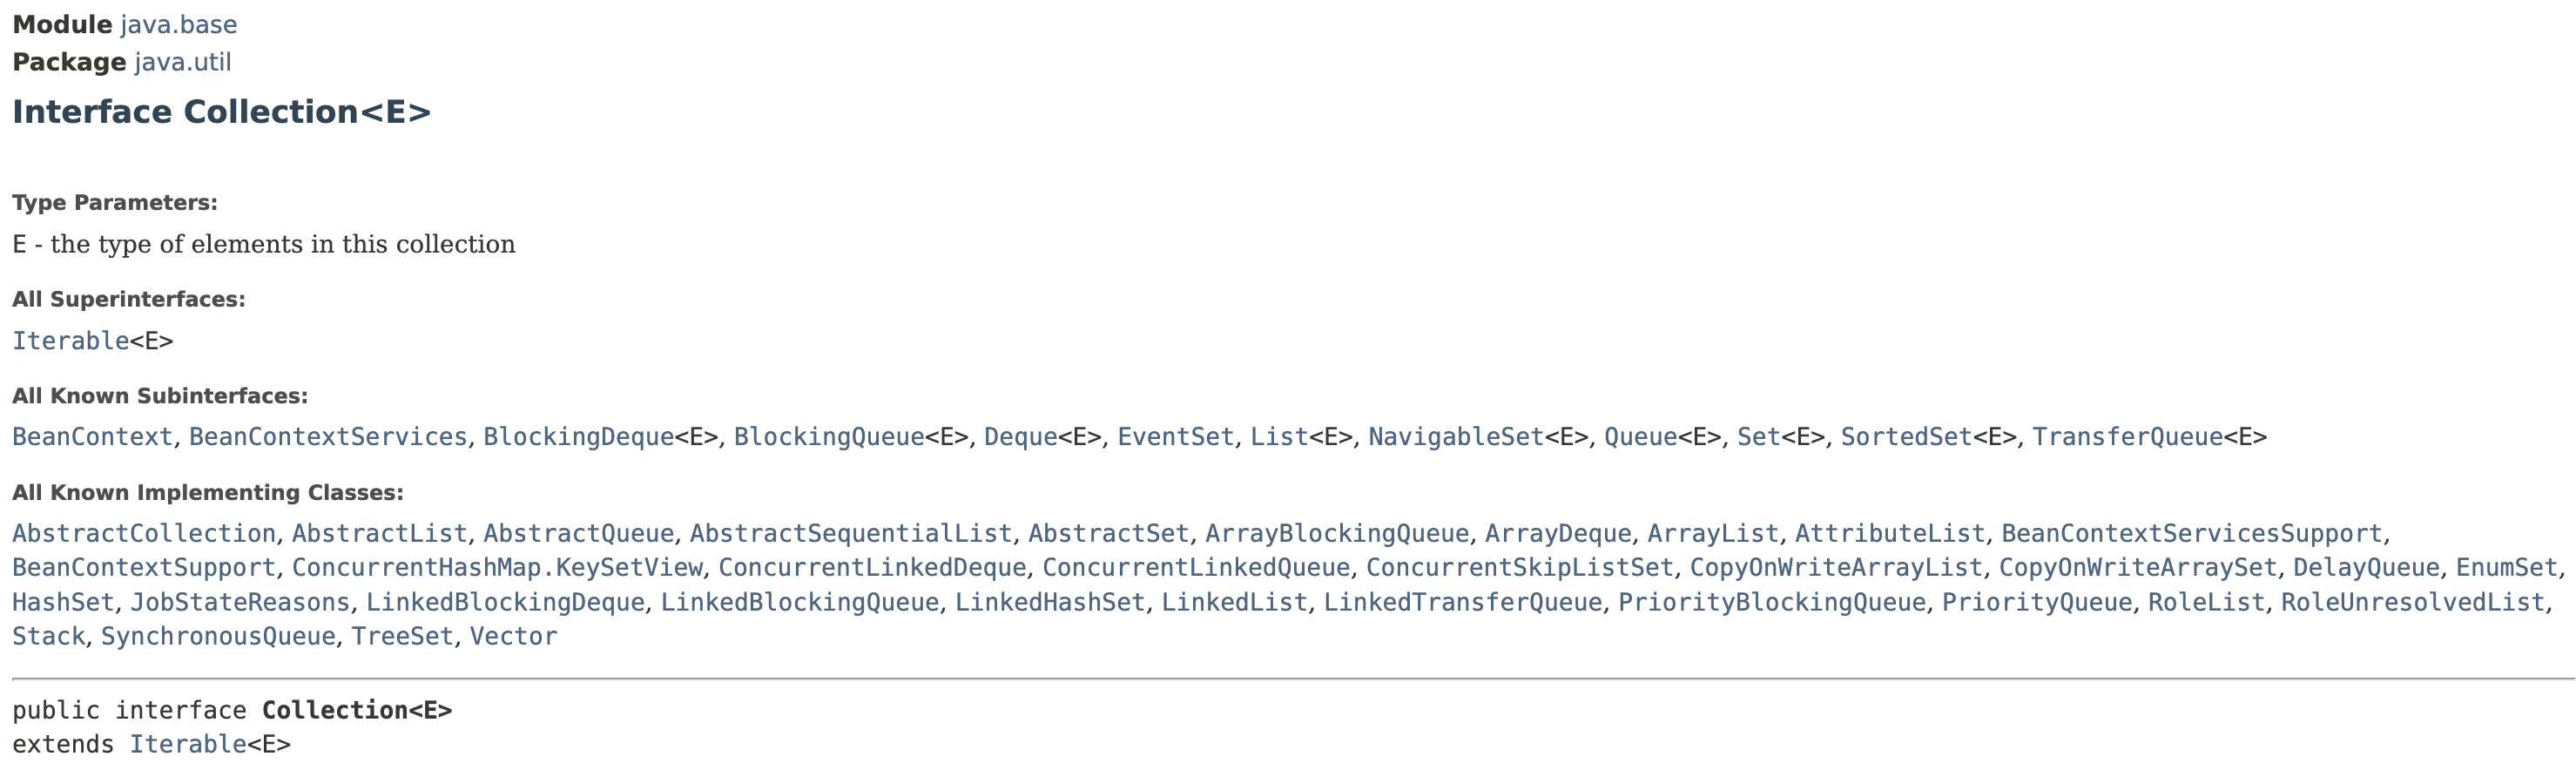 Module java.base
Package java.util
Interface Collection<E>
Type Parameters:
E - the type of elements in this collection
All Superinterfaces:
Iterable<E>
All Known Subinterfaces:
BeanContext, BeanContextServices, BlockingDeque<E>, BlockingQueue<E>, Deque<E>, EventSet, List<E>, NavigableSet<E>, Queue<E>, Set<E>, SortedSet<E>, TransferQueue<E>
All Known Implementing Classes:
AbstractCollection, AbstractList, AbstractQueue, AbstractSequentialList, AbstractSet, ArrayBlockingQueue, ArrayDeque, ArrayList, AttributeList, BeanContextServicesSupport,
BeanContextSupport, ConcurrentHashMap.KeySetView, ConcurrentLinkedDeque, ConcurrentLinkedQueue, ConcurrentSkipListSet, CopyOnWriteArrayList, CopyOnWriteArraySet, DelayQueue, EnumSet,
HashSet, JobStateReasons, LinkedBlockingDeque, LinkedBlockingQueue, LinkedHashSet, LinkedList, LinkedTransferQueue, PriorityBlockingQueue, PriorityQueue, RoleList, RoleUnresolvedList,
Stack, SynchronousQueue, TreeSet, Vector
public interface Collection<E>
extends Iterable<E>